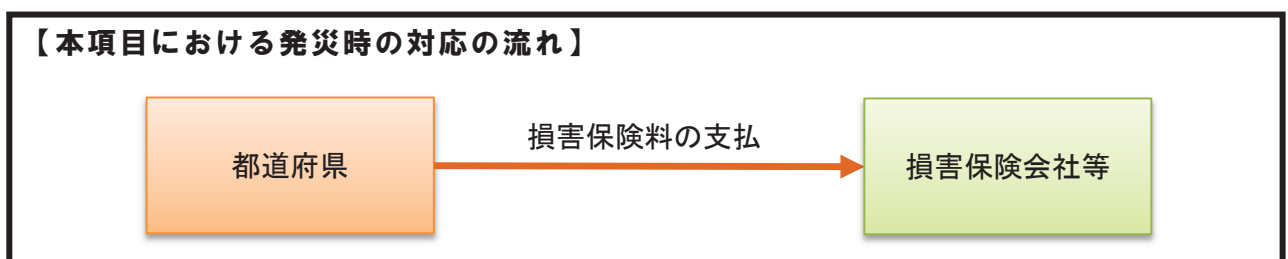 【本項目における発災時の対応の流れ】
損害保険料の支払
都道府県
損害保険会社等